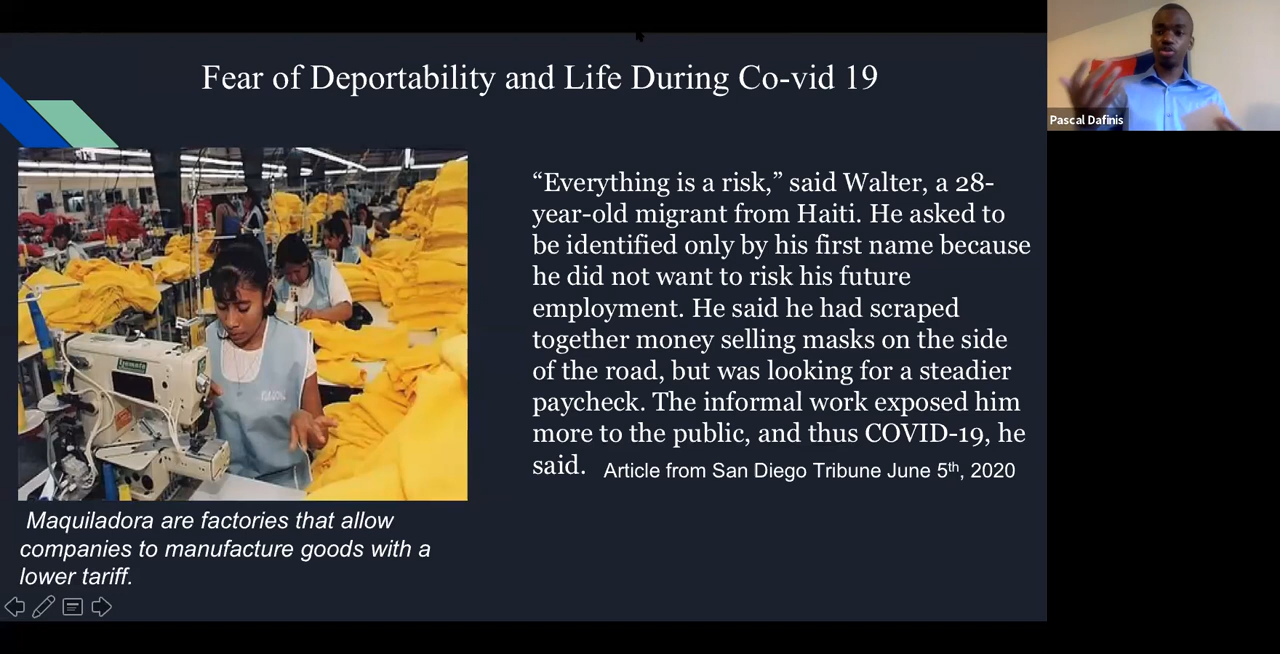 Fear of Deportability and Life During Co-vid 19
Pascal Dafinis
“Everything is a risk,” said Walter, a 28-
year-old migrant from Haiti. He asked to
be identified only by his first name because
he did not want to risk his future
employment. He said he had scraped
together money selling masks on the side
of the road, but was looking for a steadier
paycheck. The informal work exposed him
more to the public, and thus COVID-19, he
said. Article from San Diego Tribune June 5th, 2020
Maquiladora are factories that allow
companies to manufacture goods with a
lower tariff.